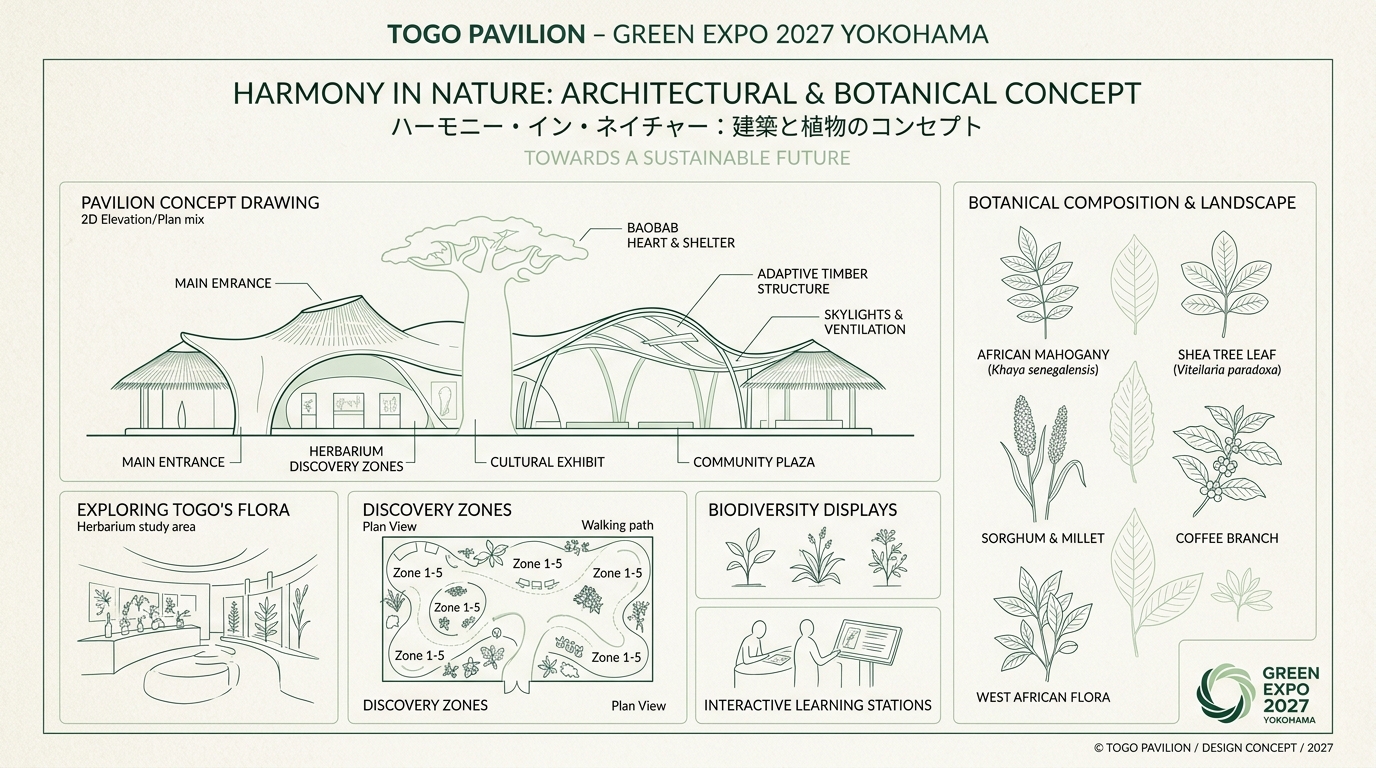 TOGO PAVILION – GREEN EXPO 2027 YOKOHAMA
HARMONY IN NATURE: ARCHITECTURAL & BOTANICAL CONCEPT
ハーモニー・イン・ネイチャー：建築と植物のコンセプト
TOWARDS A SUSTAINABLE FUTURE
PAVILION CONCEPT DRAWING
2D Elevation/Plan mix
BAOBAB
HEART & SHELTER
MAIN EMRANCE
ADAPTIVE TIMBER
STRUCTURE
SKYLIGHTS &
VENTILATION
MAIN ENTRANCE
HERBARIUM
DISCOVERY ZONES
CULTURAL EXHIBIT
COMMUNITY PLAZA
BOTANICAL COMPOSITION & LANDSCAPE
AFRICAN MAHOGANY
(Khaya senegalensis)
SHEA TREE LEAF
(Viteilaria paradoxa)
SORGHUM & MILLET
COFFEE BRANCH
WEST AFRICAN FLORA
EXPLORING TOGO'S FLORA
Herbarium study area
DISCOVERY ZONES
Plan View
Walking path
Zone 1-5
Zone 1-5
Zone 1-5
Zone 1-5
Zone 1-5
Zone 1-5
DISCOVERY ZONES
Plan View
BIODIVERSITY DISPLAYS
INTERACTIVE LEARNING STATIONS
GREEN
EXPO
2027
YOKOHAMA
© TOGO PAVILION / DESIGN CONCEPT / 2027